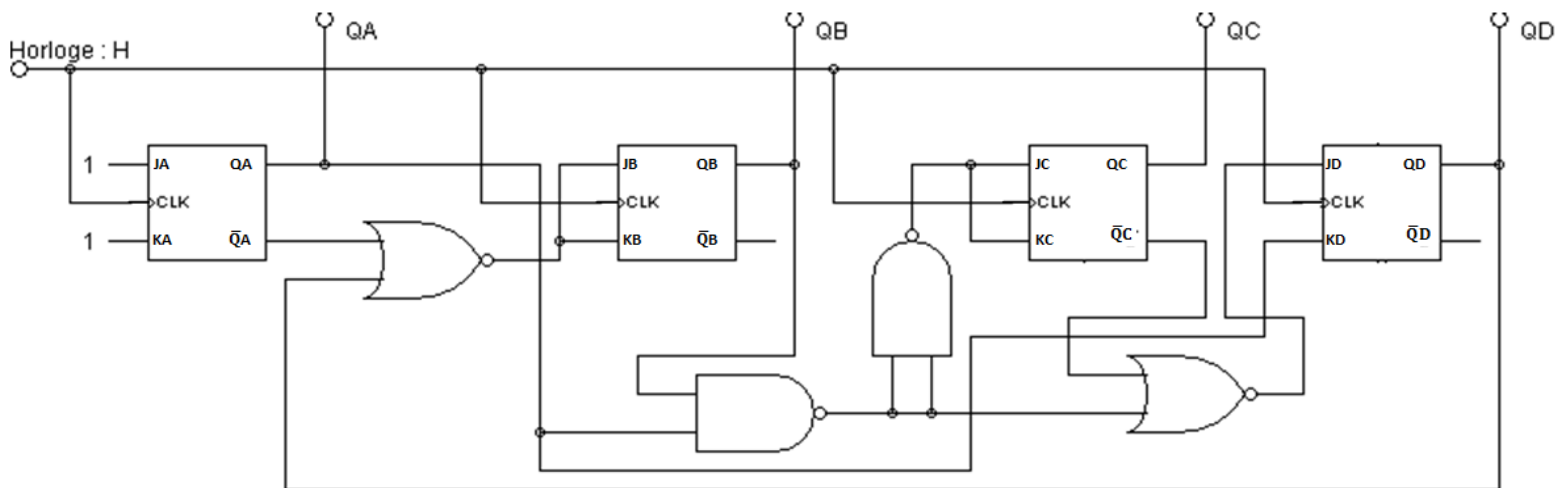 QA
QB
QC
QD
Horloge : H
1
JA
QA
CLK
1
KA
Q̅A
JB
QB
CLK
KB
Q̅B
JC
QC
CLK
KC
Q̅C
JD
QD
CLK
KD
Q̅D